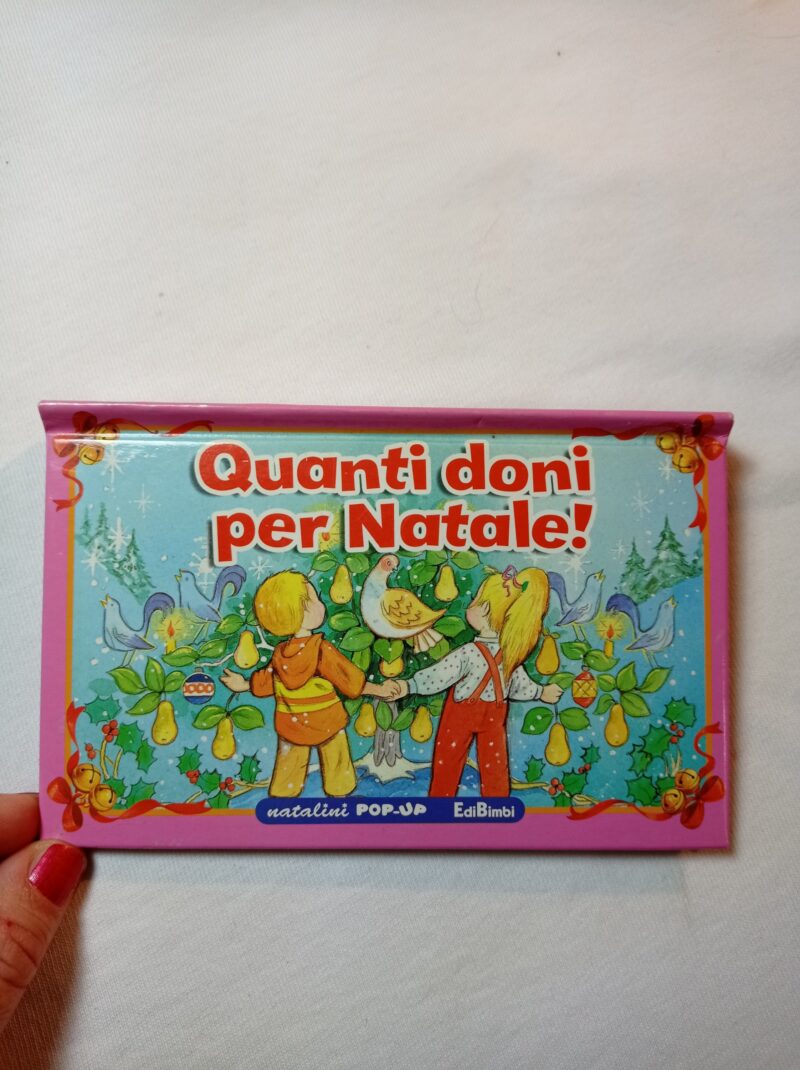 Quanti doni
per Natale!
natalini POP-UP EdiBimbi